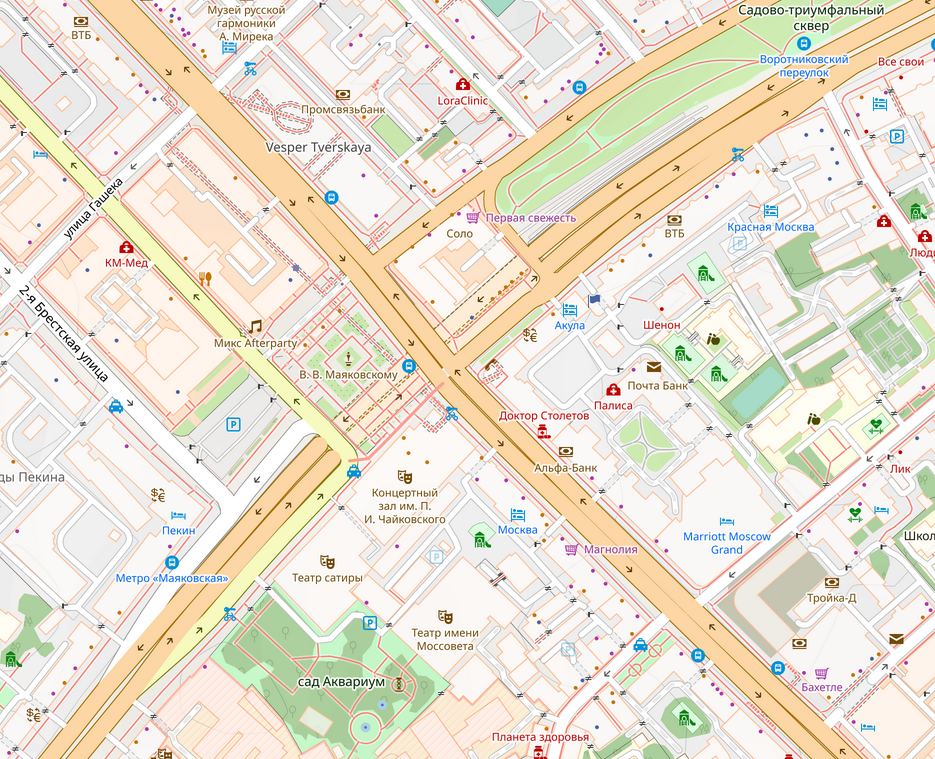 Музей русской
гармоники
А. Мирека
Садово-триумфальный
сквер
ВТБ
Воротниковский
переулок
Все свои
LoraClinic
Промсвязьбанк
Vesper Tverskaya
улица Гашека
Первая свежесть
Соло
ВТБ
Красная Москва
P
P
КМ-Мед
Люди
2-я Брестская улица
Акула
Шенон
Микс Afterparty
В. В. Маяковскому
Почта Банк
Палиса
Доктор Столетов
P
Альфа-Банк
Лик
ды Пекина
Концертный
зал им. П.
И. Чайковского
Пекин
Москва
Marriott Moscow
Grand
Школ
Магнолия
P
Метро «Маяковская»
Театр сатиры
Тройка-Д
P
Театр имени
Моссовета
P
сад Аквариум
Бахетле
Планета здоровья